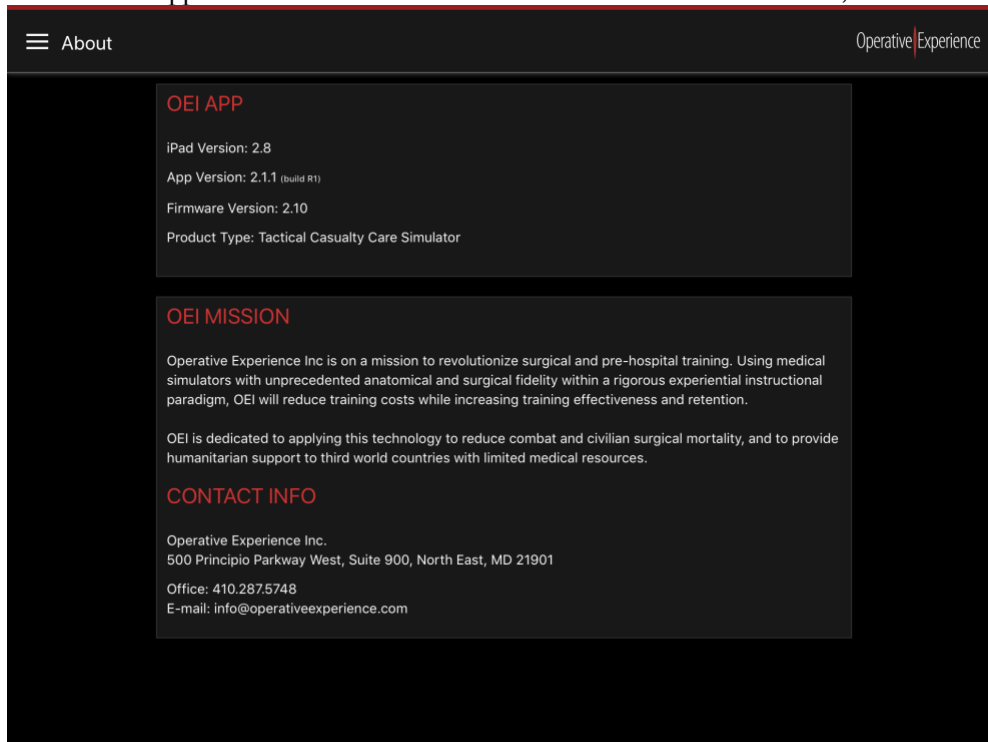 About
Operative Experience
OEI APP
iPad Version: 2.8
App Version: 2.1.1 (build R1)
Firmware Version: 2.10
Product Type: Tactical Casualty Care Simulator
OEI MISSION
Operative Experience Inc is on a mission to revolutionize surgical and pre-hospital training. Using medical
simulators with unprecedented anatomical and surgical fidelity within a rigorous experiential instructional
paradigm, OEI will reduce training costs while increasing training effectiveness and retention.
OEI is dedicated to applying this technology to reduce combat and civilian surgical mortality, and to provide
humanitarian support to third world countries with limited medical resources.
CONTACT INFO
Operative Experience Inc.
500 Principio Parkway West, Suite 900, North East, MD 21901
Office: 410.287.5748
E-mail: info@operativeexperience.com